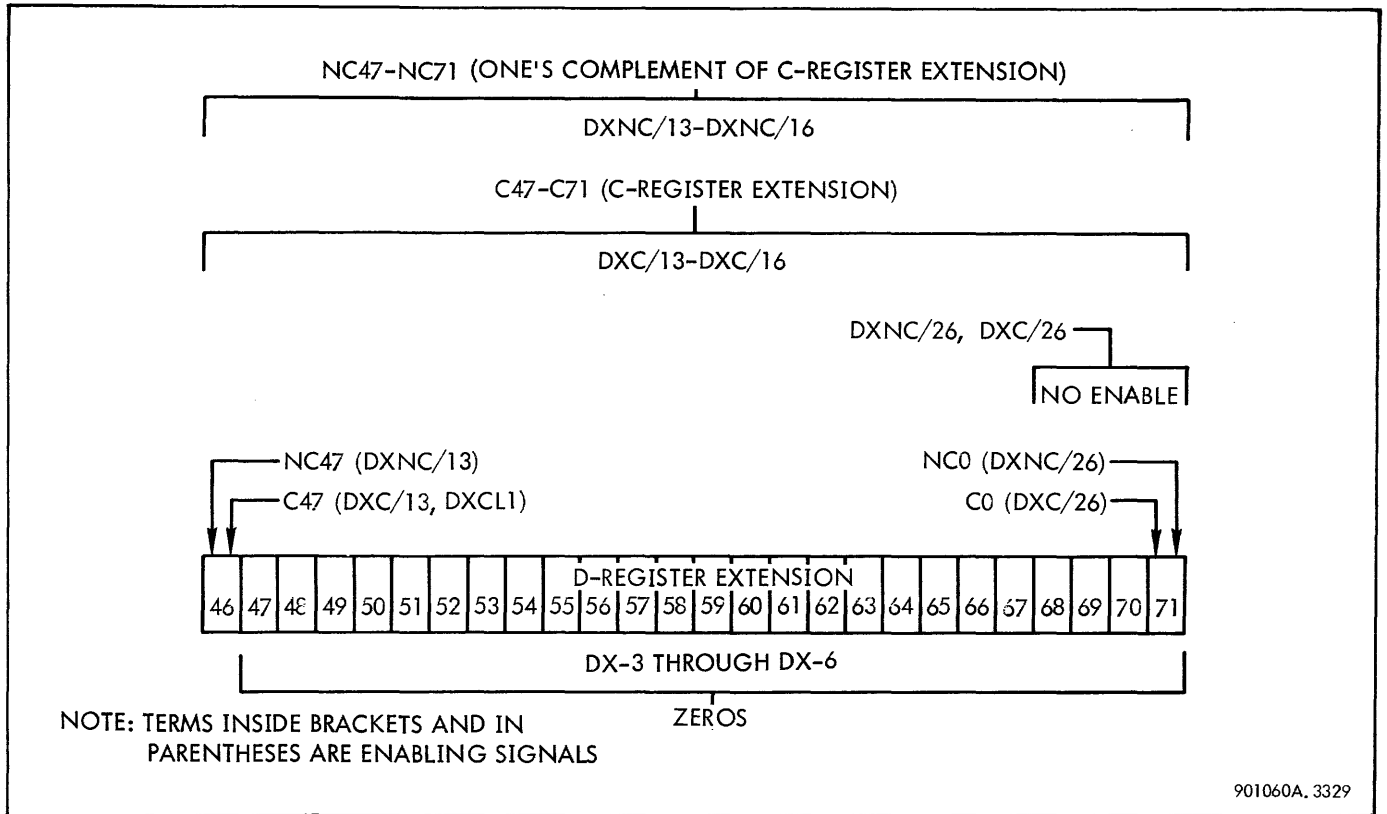 NC47-NC71 (ONE'S COMPLEMENT OF C-REGISTER EXTENSION)
DXNC/13-DXNC/16
C47-C71 (C-REGISTER EXTENSION)
DXC/13-DXC/16
DXNC/26, DXC/26
NO ENABLE
NC47 (DXNC/13)
NC0 (DXNC/26)
C47 (DXC/13, DXCL1)
C0 (DXC/26)
D-REGISTER EXTENSION
46 47 48 49 50 51 52 53 54 55 56 57 58 59 60 61 62 63 64 65 66 67 68 69 70 71
DX-3 THROUGH DX-6
ZEROS
NOTE: TERMS INSIDE BRACKETS AND IN
PARENTHESES ARE ENABLING SIGNALS
901060A.3329